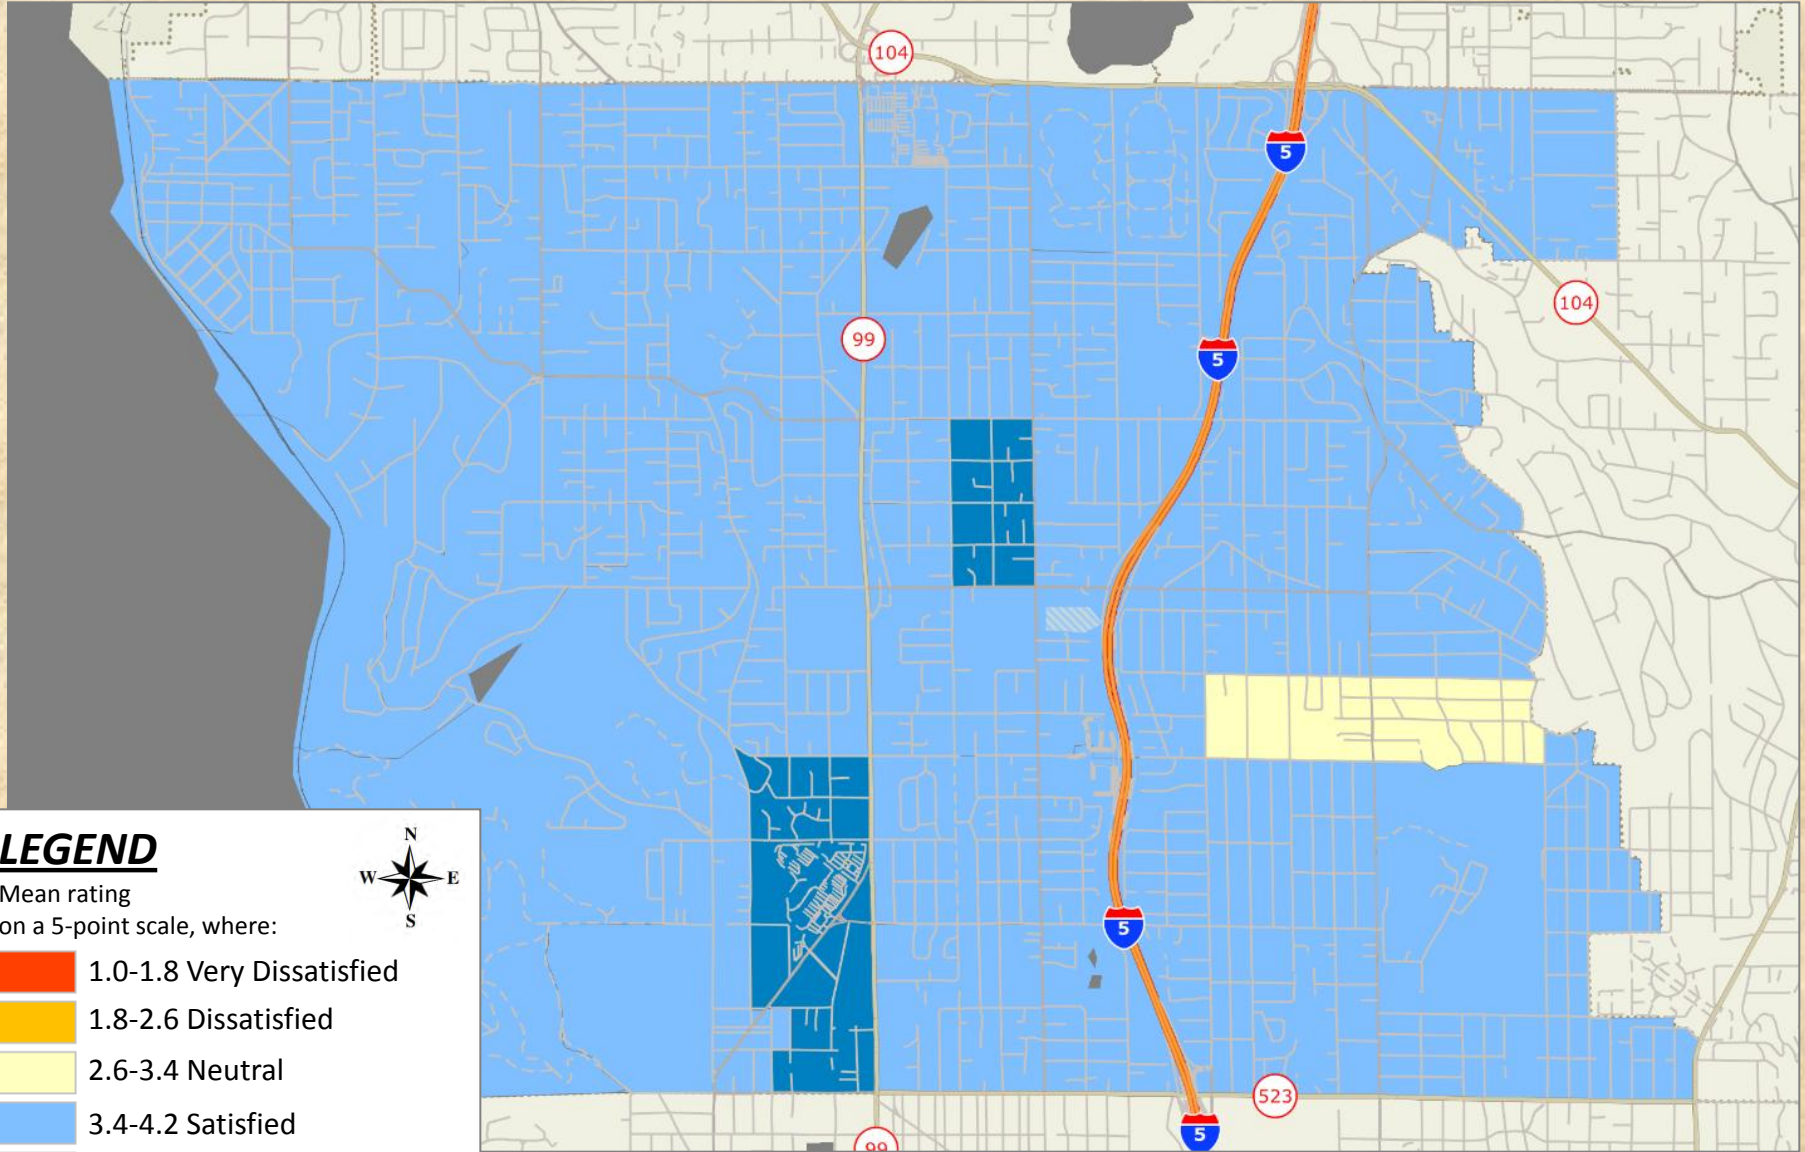 104
5
104
99
5
LEGEND
N
W E
S
Mean rating
on a 5-point scale, where:
1.0-1.8 Very Dissatisfied
1.8-2.6 Dissatisfied
2.6-3.4 Neutral
3.4-4.2 Satisfied
5
523
5
99